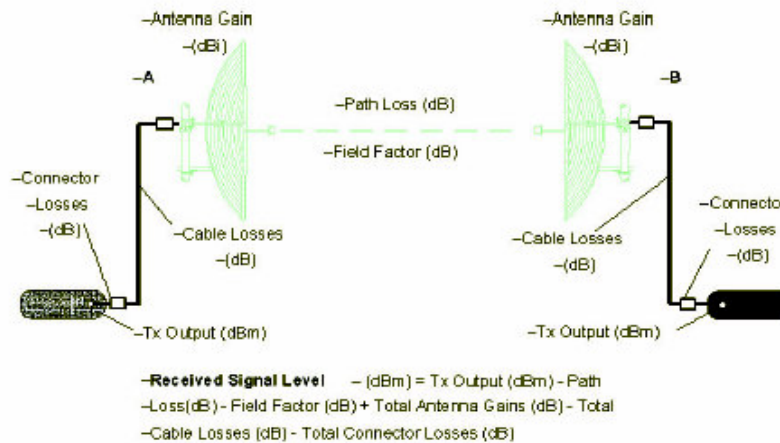 –Antenna Gain
–(dBi)
–A
–Antenna Gain
–(dBi)
–B
–Path Loss (dB)
–Field Factor (dB)
–Connector
–Losses
–(dB)
–Cable Losses
–(dB)
–Tx Output (dBm)
–Cable Losses
–(dB)
–Connecto
–Losses
–(dB)
–Tx Output (dBm)
–Received Signal Level – (dBm) = Tx Output (dBm) - Path
–Loss(dB) - Field Factor (dB) + Total Antenna Gains (dB) - Total
–Cable Losses (dB) - Total Connector Losses (dB)